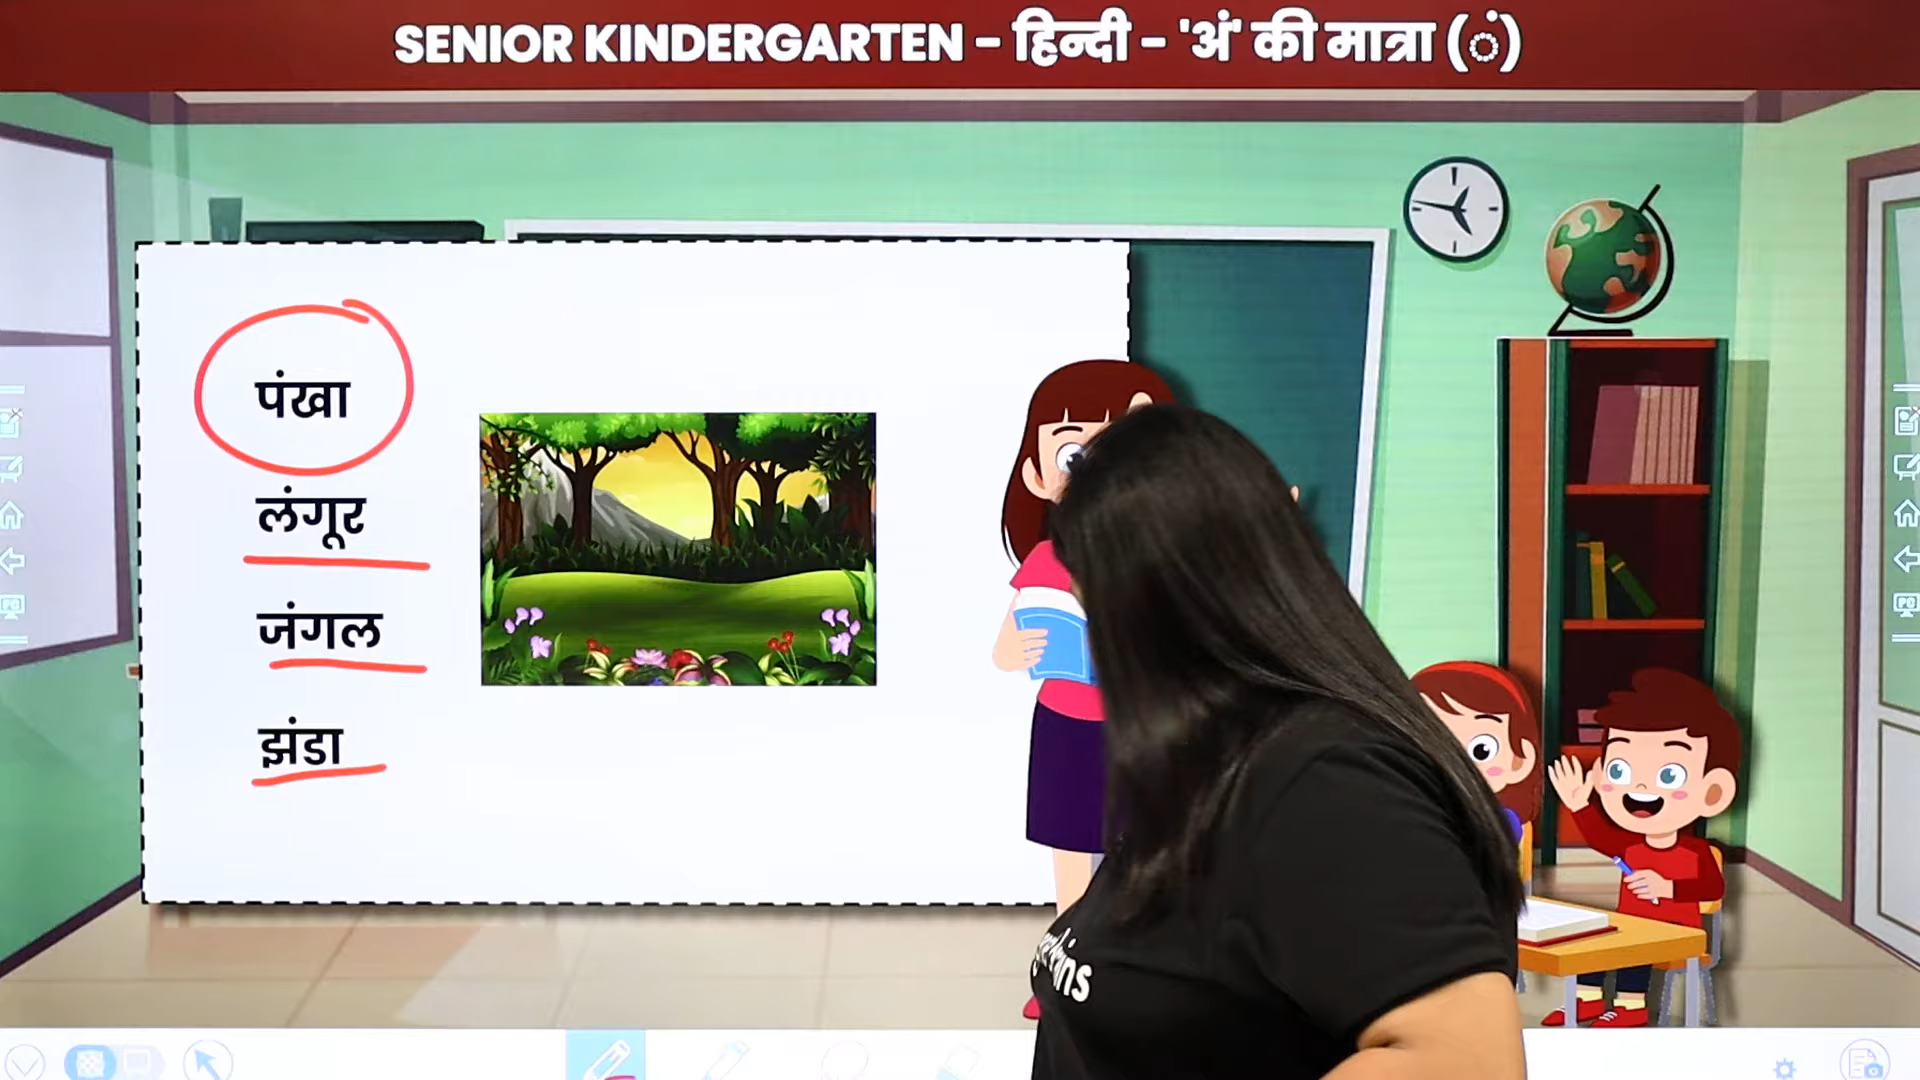 SENIOR KINDERGARTEN - हिन्दी - 'अं' की मात्रा (ं)
पंखा
लंगूर
जंगल
झंडा